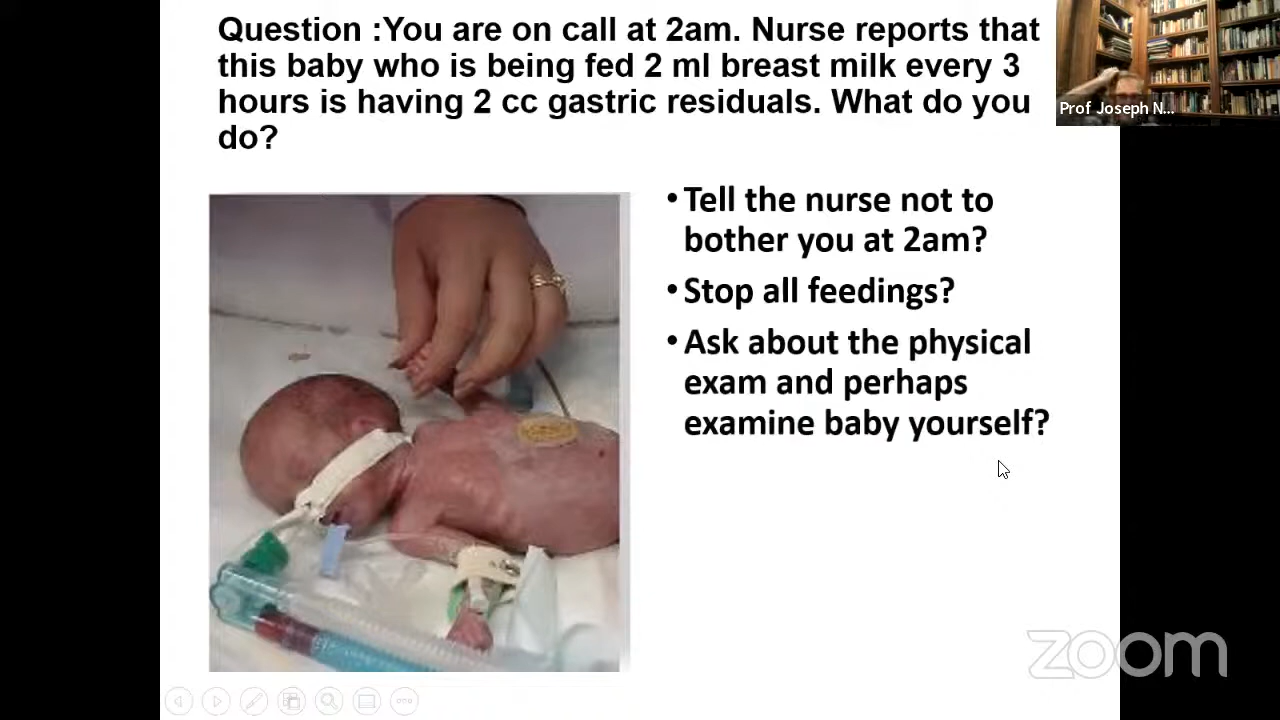 Question :You are on call at 2am. Nurse reports that
this baby who is being fed 2 ml breast milk every 3
hours is having 2 cc gastric residuals. What do you
do?
Prof Joseph N...
• Tell the nurse not to
bother you at 2am?
• Stop all feedings?
• Ask about the physical
exam and perhaps
examine baby yourself?
zoom